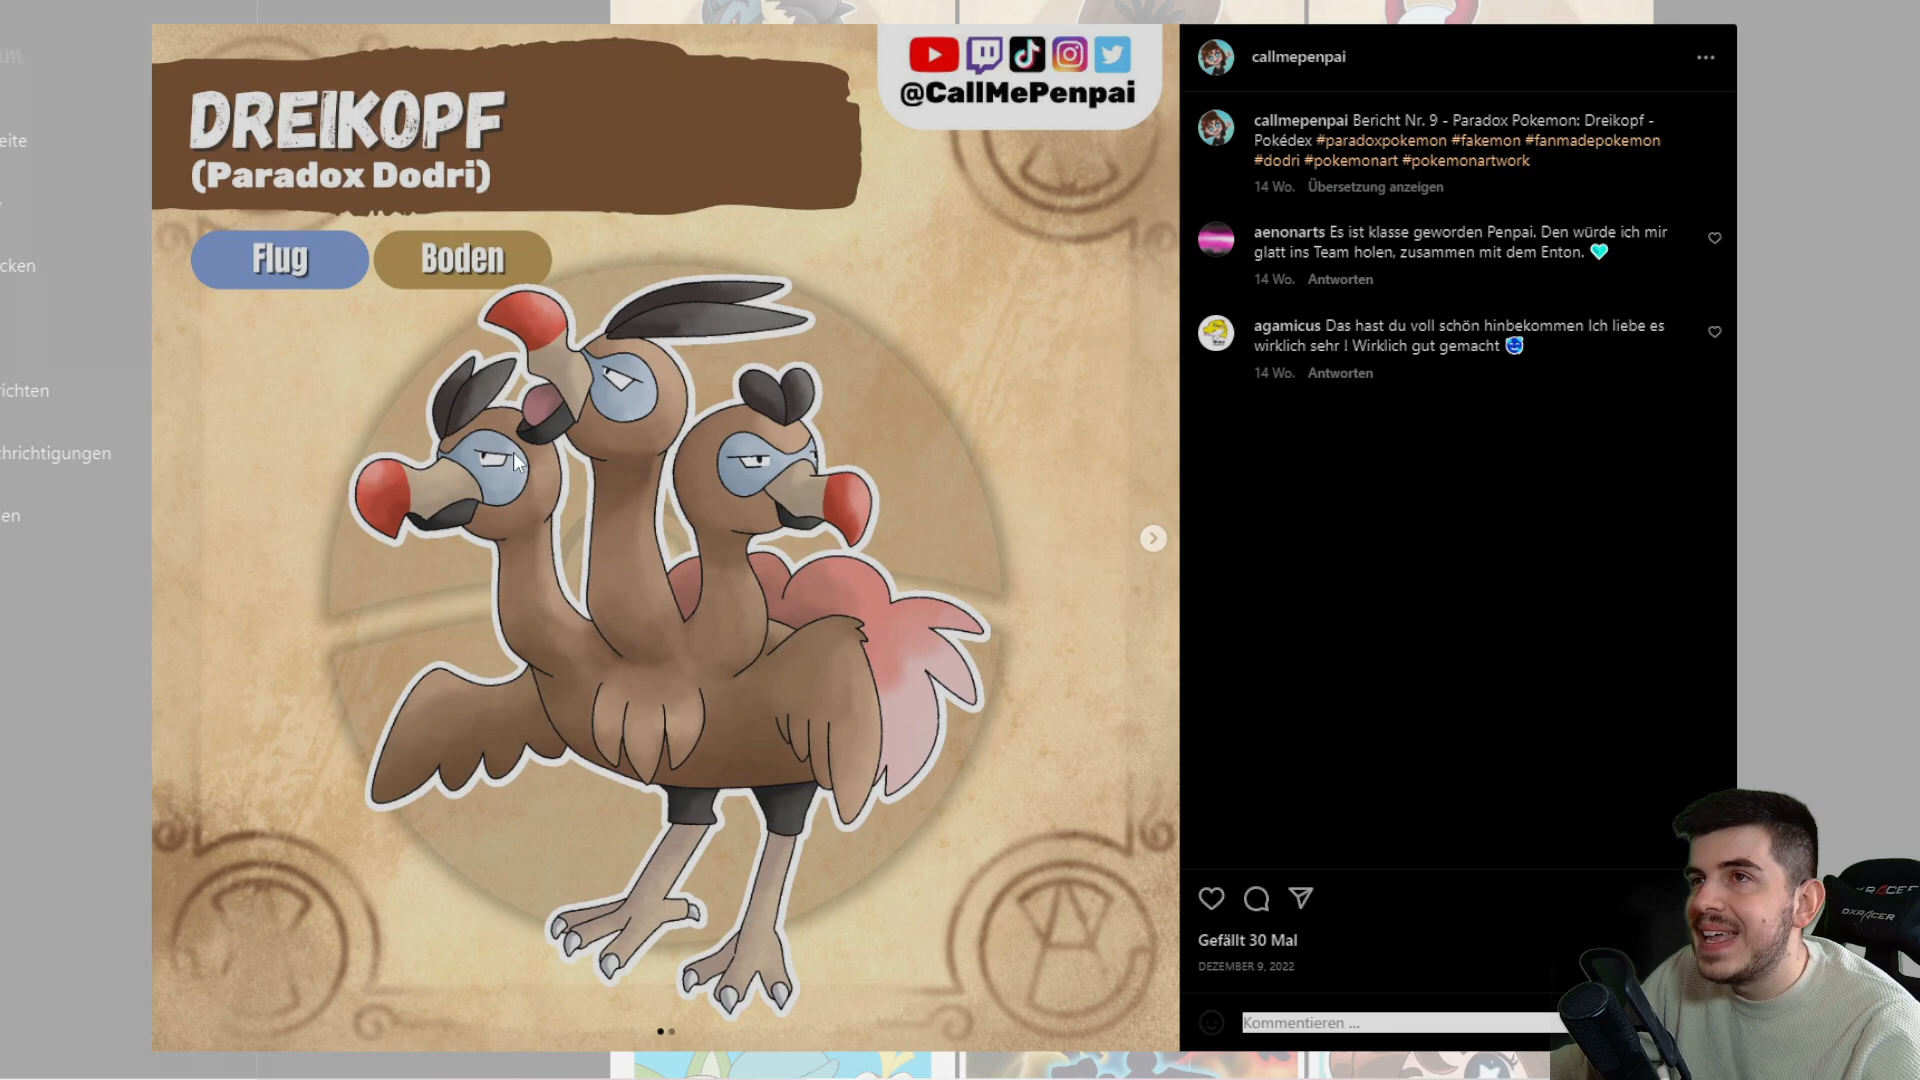 DREIKOPF
(Paradox Dodri)
Flug
Boden
@CallMePenpai
eite
cken
richten
chrichtigungen
en
callmepenpai
callmepenpai Bericht Nr. 9 - Paradox Pokemon: Dreikopf -
Pokédex #paradoxpokemon #fakemon #fanmadepokemon
#dodri #pokemonart #pokemonartwork
14 Wo. Übersetzung anzeigen
aenonarts Es ist klasse geworden Penpai. Den würde ich mir
glatt ins Team holen, zusammen mit dem Enton.
14 Wo. Antworten
agamicus Das hast du voll schön hinbekommen Ich liebe es
wirklich sehr ! Wirklich gut gemacht
14 Wo. Antworten
Gefällt 30 Mal
DEZEMBER 9, 2022
Kommentieren ...
DXRACER